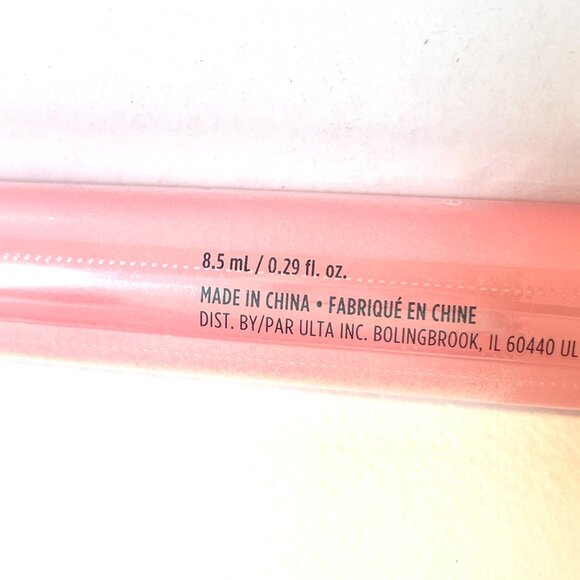 8.5 mL / 0.29 fl. oz.
MADE IN CHINA • FABRIQUÉ EN CHINE
DIST. BY/PAR ULTA INC. BOLINGBROOK, IL 60440 UL